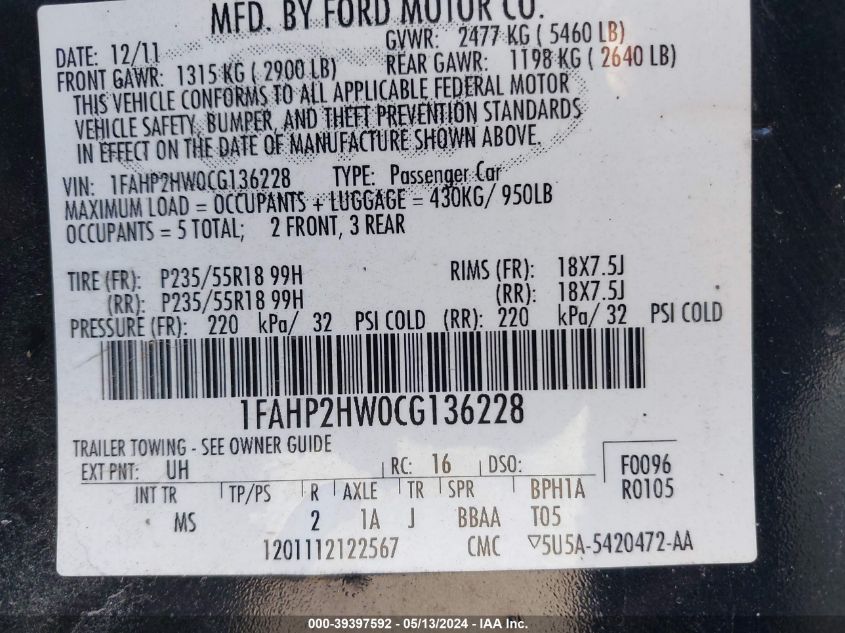 MFD. BY FORD MOTOR CO.
DATE: 12/11 GVWR: 2477 KG ( 5460 LB)
FRONT GAWR: 1315 KG ( 2900 LB) REAR GAWR: 1198 KG ( 2640 LB)
THIS VEHICLE CONFORMS TO ALL APPLICABLE FEDERAL MOTOR
VEHICLE SAFETY, BUMPER, AND THEFT PREVENTION STANDARDS
IN EFFECT ON THE DATE OF MANUFACTURE SHOWN ABOVE.
VIN: 1FAHP2HW0CG136228 TYPE: Passenger Car
MAXIMUM LOAD = OCCUPANTS + LUGGAGE = 430KG/ 950LB
OCCUPANTS = 5 TOTAL; 2 FRONT, 3 REAR
TIRE (FR): P235/55R18 99H RIMS (FR): 18X7.5J
(RR): P235/55R18 99H (RR): 18X7.5J
PRESSURE (FR): 220 kPa/ 32 PSI COLD (RR): 220 kPa/ 32 PSI COLD
1FAHP2HW0CG136228
TRAILER TOWING - SEE OWNER GUIDE
EXT PNT: UH RC: 16 DSO: F0096
INT TR TP/PS R AXLE TR SPR BPH1A R0105
MS 2 1A J BBAA T05
1201112122567 CMC ▽5U5A-5420472-AA
000-39397592 - 05/13/2024 - IAA Inc.